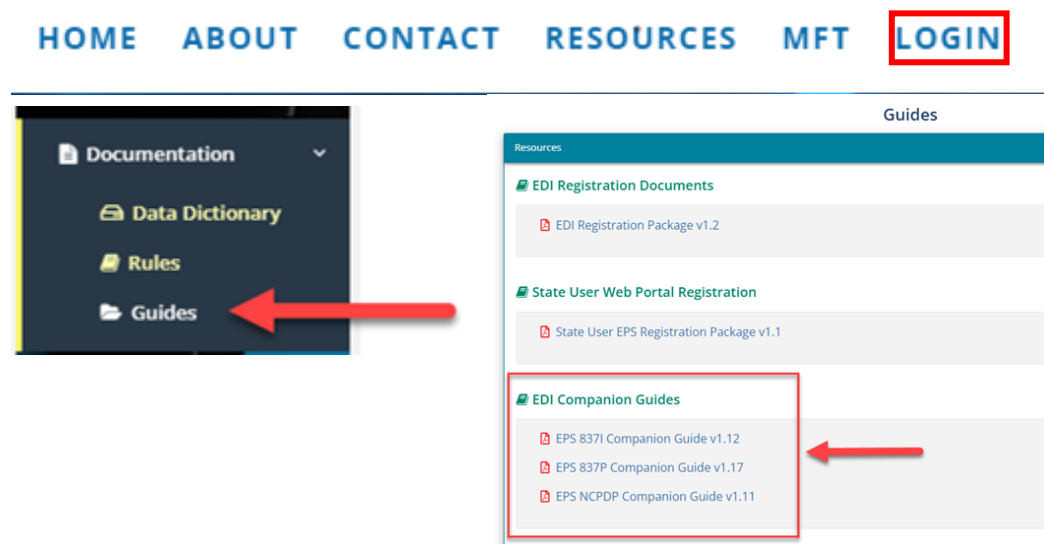 HOME ABOUT CONTACT RESOURCES MFT LOGIN
Documentation
Data Dictionary
Rules
Guides
Guides
Resources
EDI Registration Documents
EDI Registration Package v1.2
State User Web Portal Registration
State User EPS Registration Package v1.1
EDI Companion Guides
EPS 837I Companion Guide v1.12
EPS 837P Companion Guide v1.17
EPS NCPDP Companion Guide v1.11